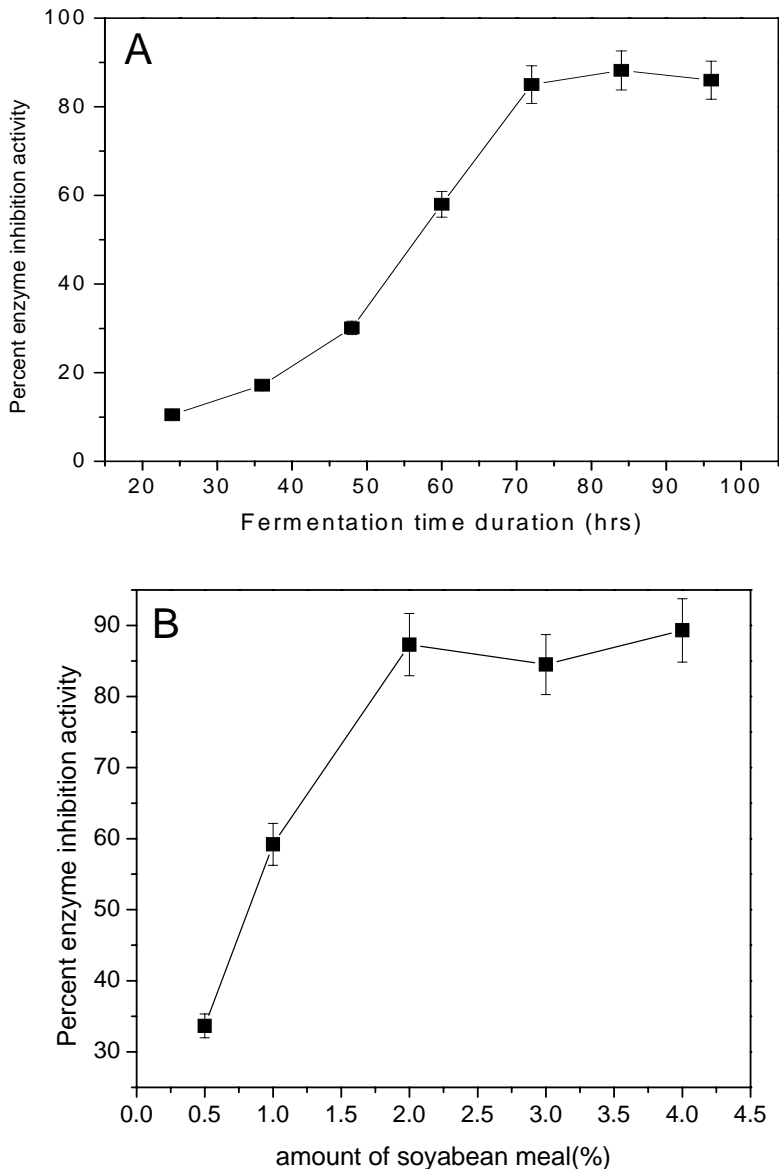 A
100
80
60
40
20
0
Percent enzyme inhibition activity
20 30 40 50 60 70 80 90 100
Fermentation time duration (hrs)
B
90
80
70
60
50
40
30
Percent enzyme inhibition activity
0.0 0.5 1.0 1.5 2.0 2.5 3.0 3.5 4.0 4.5
amount of soyabean meal(%)